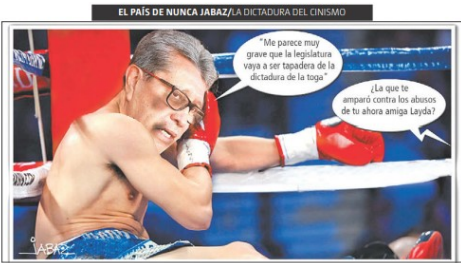 EL PAÍS DE NUNCA JABAZ/LA DICTADURA DEL CINISMO
"Me parece muy
grave que la legislatura
vaya a ser tapadera de la
dictadura de la toga"
¿La que te
amparó contra los abusos
de tu ahora amiga Layda?
JABAZ